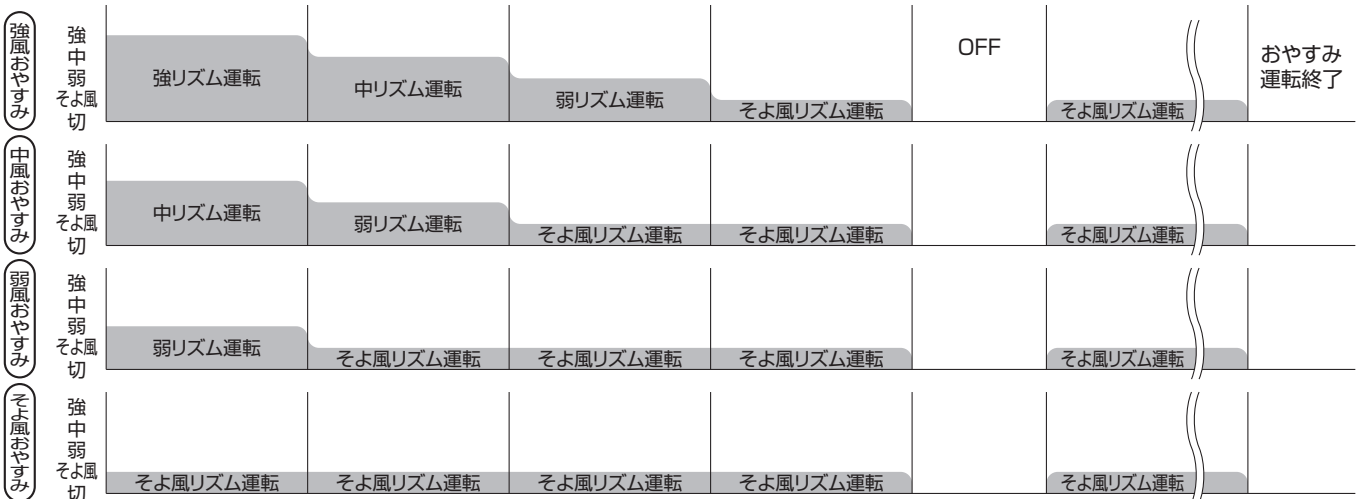 強風おやすみ
強
中
弱
そよ風
切
強リズム運転
中リズム運転
弱リズム運転
そよ風リズム運転
OFF
そよ風リズム運転
おやすみ
運転終了
中風おやすみ
強
中
弱
そよ風
切
中リズム運転
弱リズム運転
そよ風リズム運転
そよ風リズム運転
そよ風リズム運転
弱風おやすみ
強
中
弱
そよ風
切
弱リズム運転
そよ風リズム運転
そよ風リズム運転
そよ風リズム運転
そよ風リズム運転
そよ風おやすみ
強
中
弱
そよ風
切
そよ風リズム運転
そよ風リズム運転
そよ風リズム運転
そよ風リズム運転
そよ風リズム運転